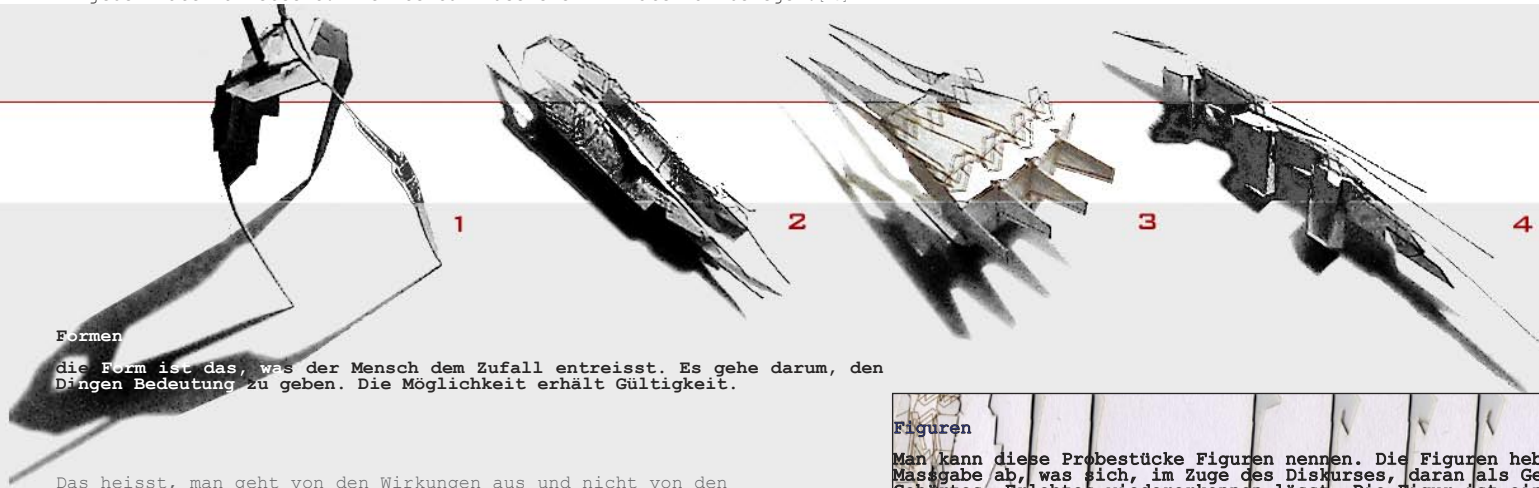 1
2
3
4
Formen
die Form ist das, was der Mensch dem Zufall entreisst. Es gehe darum, den
Dingen Bedeutung zu geben. Die Möglichkeit erhält Gültigkeit.
Das heisst, man geht von den Wirkungen aus und nicht von den
Figuren
Man kann diese Probestücke Figuren nennen. Die Figuren heb
Massgabe ab, was sich, im Zuge des Diskurses, daran als Ge